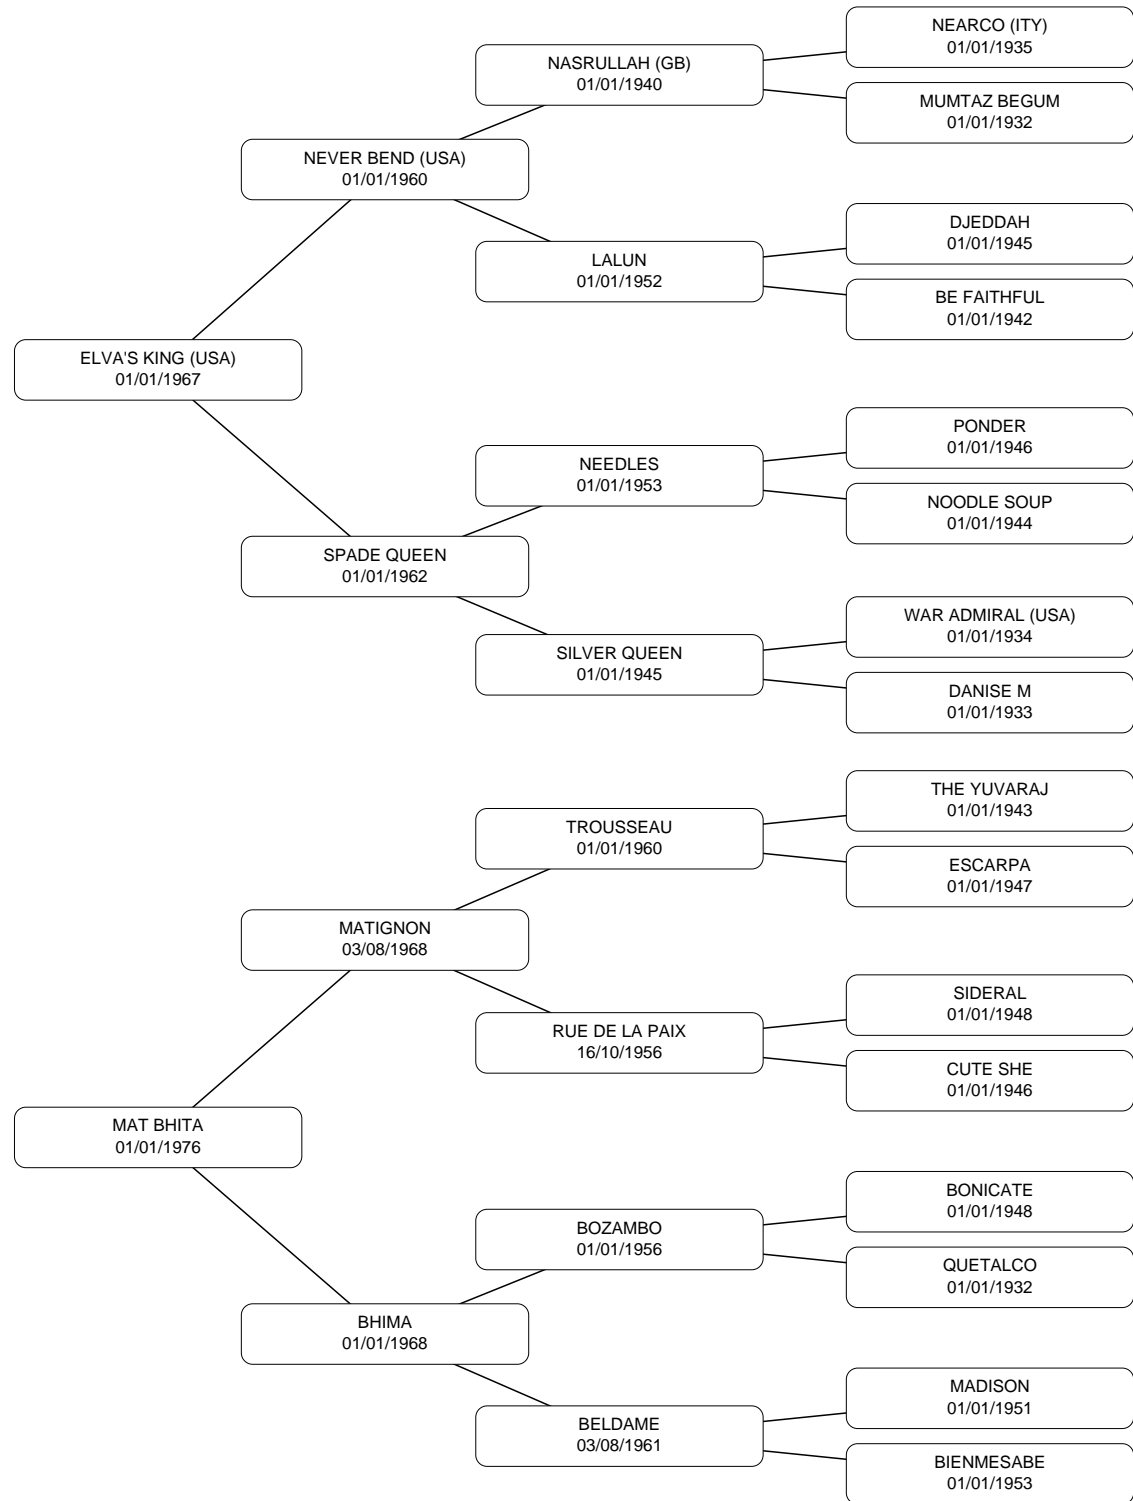 NEARCO (ITY)
01/01/1935
NASRULLAH (GB)
01/01/1940
MUMTAZ BEGUM
01/01/1932
NEVER BEND (USA)
01/01/1960
DJEDDAH
01/01/1945
LALUN
01/01/1952
BE FAITHFUL
01/01/1942
ELVA'S KING (USA)
01/01/1967
PONDER
01/01/1946
NEEDLES
01/01/1953
NOODLE SOUP
01/01/1944
SPADE QUEEN
01/01/1962
WAR ADMIRAL (USA)
01/01/1934
SILVER QUEEN
01/01/1945
DANISE M
01/01/1933
THE YUVARAJ
01/01/1943
TROUSSEAU
01/01/1960
ESCARPA
01/01/1947
MATIGNON
03/08/1968
SIDERAL
01/01/1948
RUE DE LA PAIX
16/10/1956
CUTE SHE
01/01/1946
MAT BHITA
01/01/1976
BONICATE
01/01/1948
BOZAMBO
01/01/1956
QUETALCO
01/01/1932
BHIMA
01/01/1968
MADISON
01/01/1951
BELDAME
03/08/1961
BIENMESABE
01/01/1953